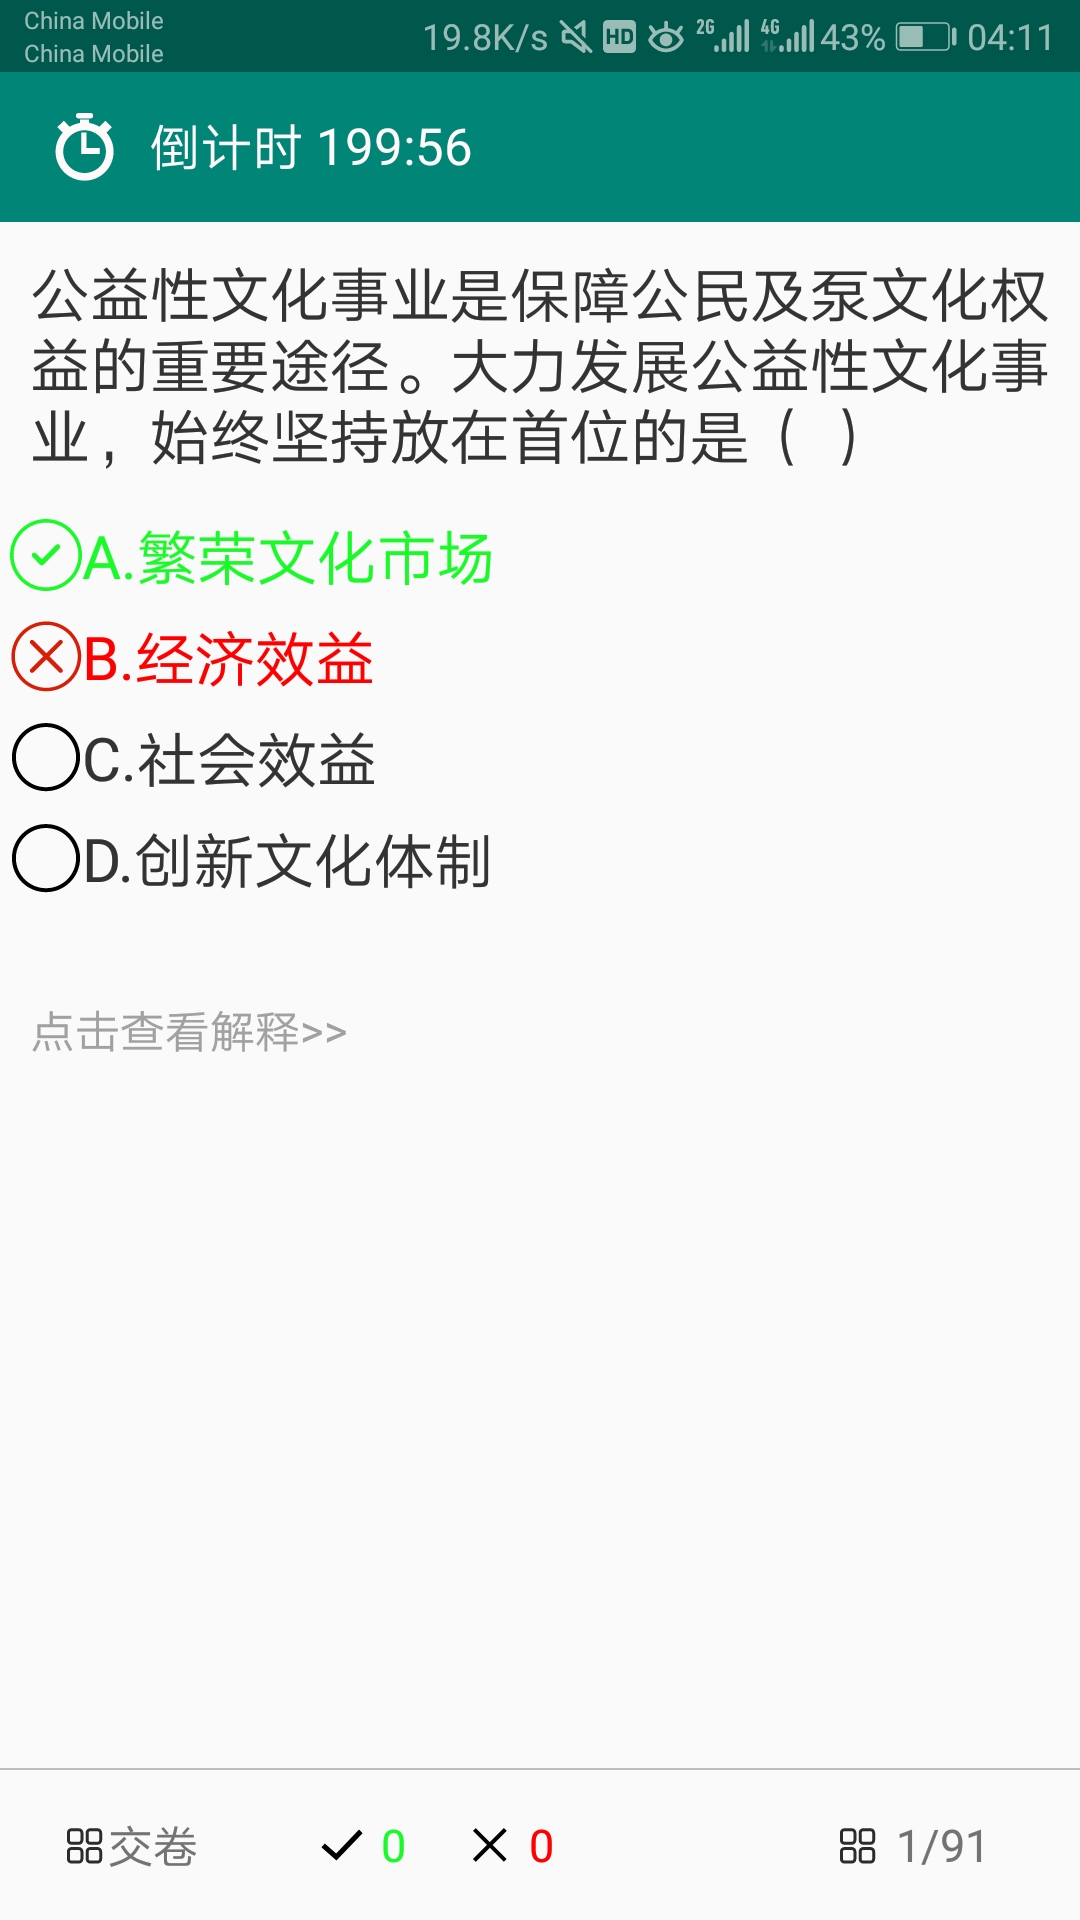 China Mobile
China Mobile
19.8K/s HD 2G 4G 43% 04:11
倒计时 199:56
公益性文化事业是保障公民及泵文化权
益的重要途径。大力发展公益性文化事
业，始终坚持放在首位的是（ ）
A.繁荣文化市场
B.经济效益
C.社会效益
D.创新文化体制
点击查看解释>>
交卷 0 0 1/91